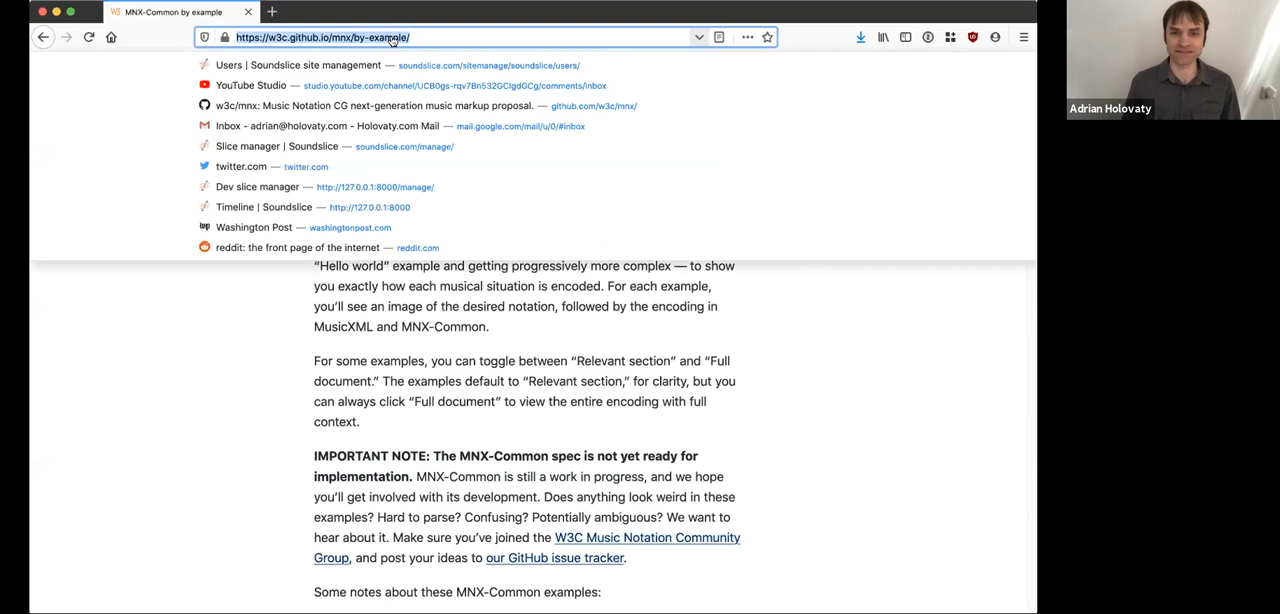 MNX-Common by example
https://w3c.github.io/mnx/by-example/
Users | Soundslice site management — soundslice.com/sitemanage/soundslice/users/
YouTube Studio — studio.youtube.com/channel/UCB0gs-rqv7Bn532GCIgdGCg/comments/inbox
w3c/mnx: Music Notation CG next-generation music markup proposal. — github.com/w3c/mnx/
Inbox - adrian@holovaty.com - Holovaty.com Mail — mail.google.com/mail/u/0/#inbox
Slice manager | Soundslice — soundslice.com/manage/
twitter.com — twitter.com
Dev slice manager — http://127.0.0.1:8000/manage/
Timeline | Soundslice — http://127.0.0.1:8000
Washington Post — washingtonpost.com
reddit: the front page of the internet — reddit.com
“Hello world” example and getting progressively more complex — to show
you exactly how each musical situation is encoded. For each example,
you’ll see an image of the desired notation, followed by the encoding in
MusicXML and MNX-Common.
For some examples, you can toggle between “Relevant section” and “Full
document.” The examples default to “Relevant section,” for clarity, but you
can always click “Full document” to view the entire encoding with full
context.
IMPORTANT NOTE: The MNX-Common spec is not yet ready for
implementation. MNX-Common is still a work in progress, and we hope
you’ll get involved with its development. Does anything look weird in these
examples? Hard to parse? Confusing? Potentially ambiguous? We want to
hear about it. Make sure you’ve joined the W3C Music Notation Community
Group, and post your ideas to our GitHub issue tracker.
Some notes about these MNX-Common examples:
Adrian Holovaty